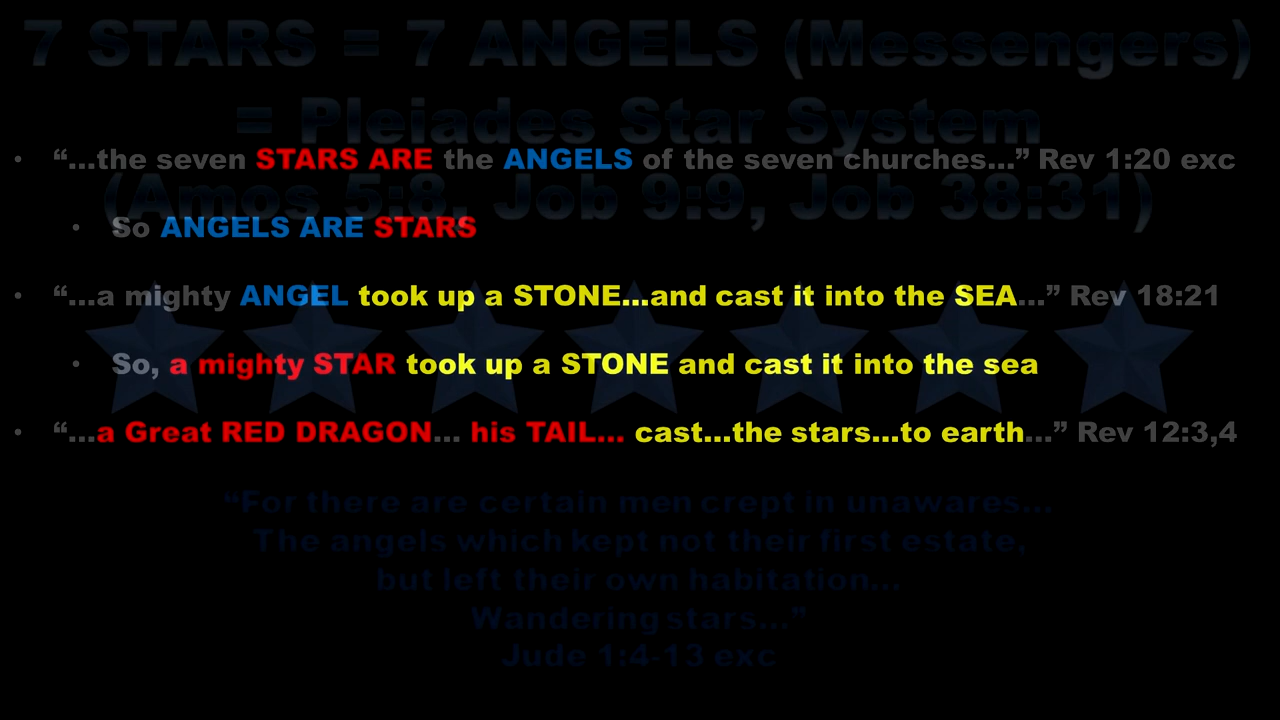 7 STARS = 7 ANGELS (Messengers)
= Pleiades Star System
• “...the seven STARS ARE the ANGELS of the seven churches...” Rev 1:20 exc
(Amos 5:8, Job 9:9, Job 38:31)
• So ANGELS ARE STARS
• “...a mighty ANGEL took up a STONE...and cast it into the SEA...” Rev 18:21
• So, a mighty STAR took up a STONE and cast it into the sea
• “...a Great RED DRAGON... his TAIL... cast...the stars...to earth...” Rev 12:3,4
“For there are certain men crept in unawares...
The angels which kept not their first estate,
but left their own habitation...
Wandering stars...”
Jude 1:4-13 exc